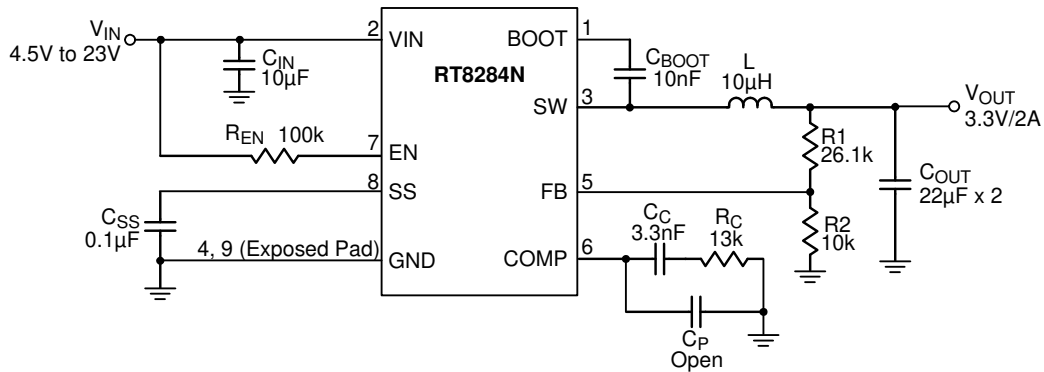 VIN
4.5V to 23V
CIN
10µF
2
VIN
BOOT
1
RT8284N
CBOOT
10nF
L
10µH
SW
3
VOUT
3.3V/2A
REN 100k
7
EN
R1
26.1k
8
SS
FB
5
COUT
22µF x 2
CSS
0.1µF
CC
3.3nF
RC
13k
R2
10k
4, 9 (Exposed Pad)
GND
COMP
6
CP
Open